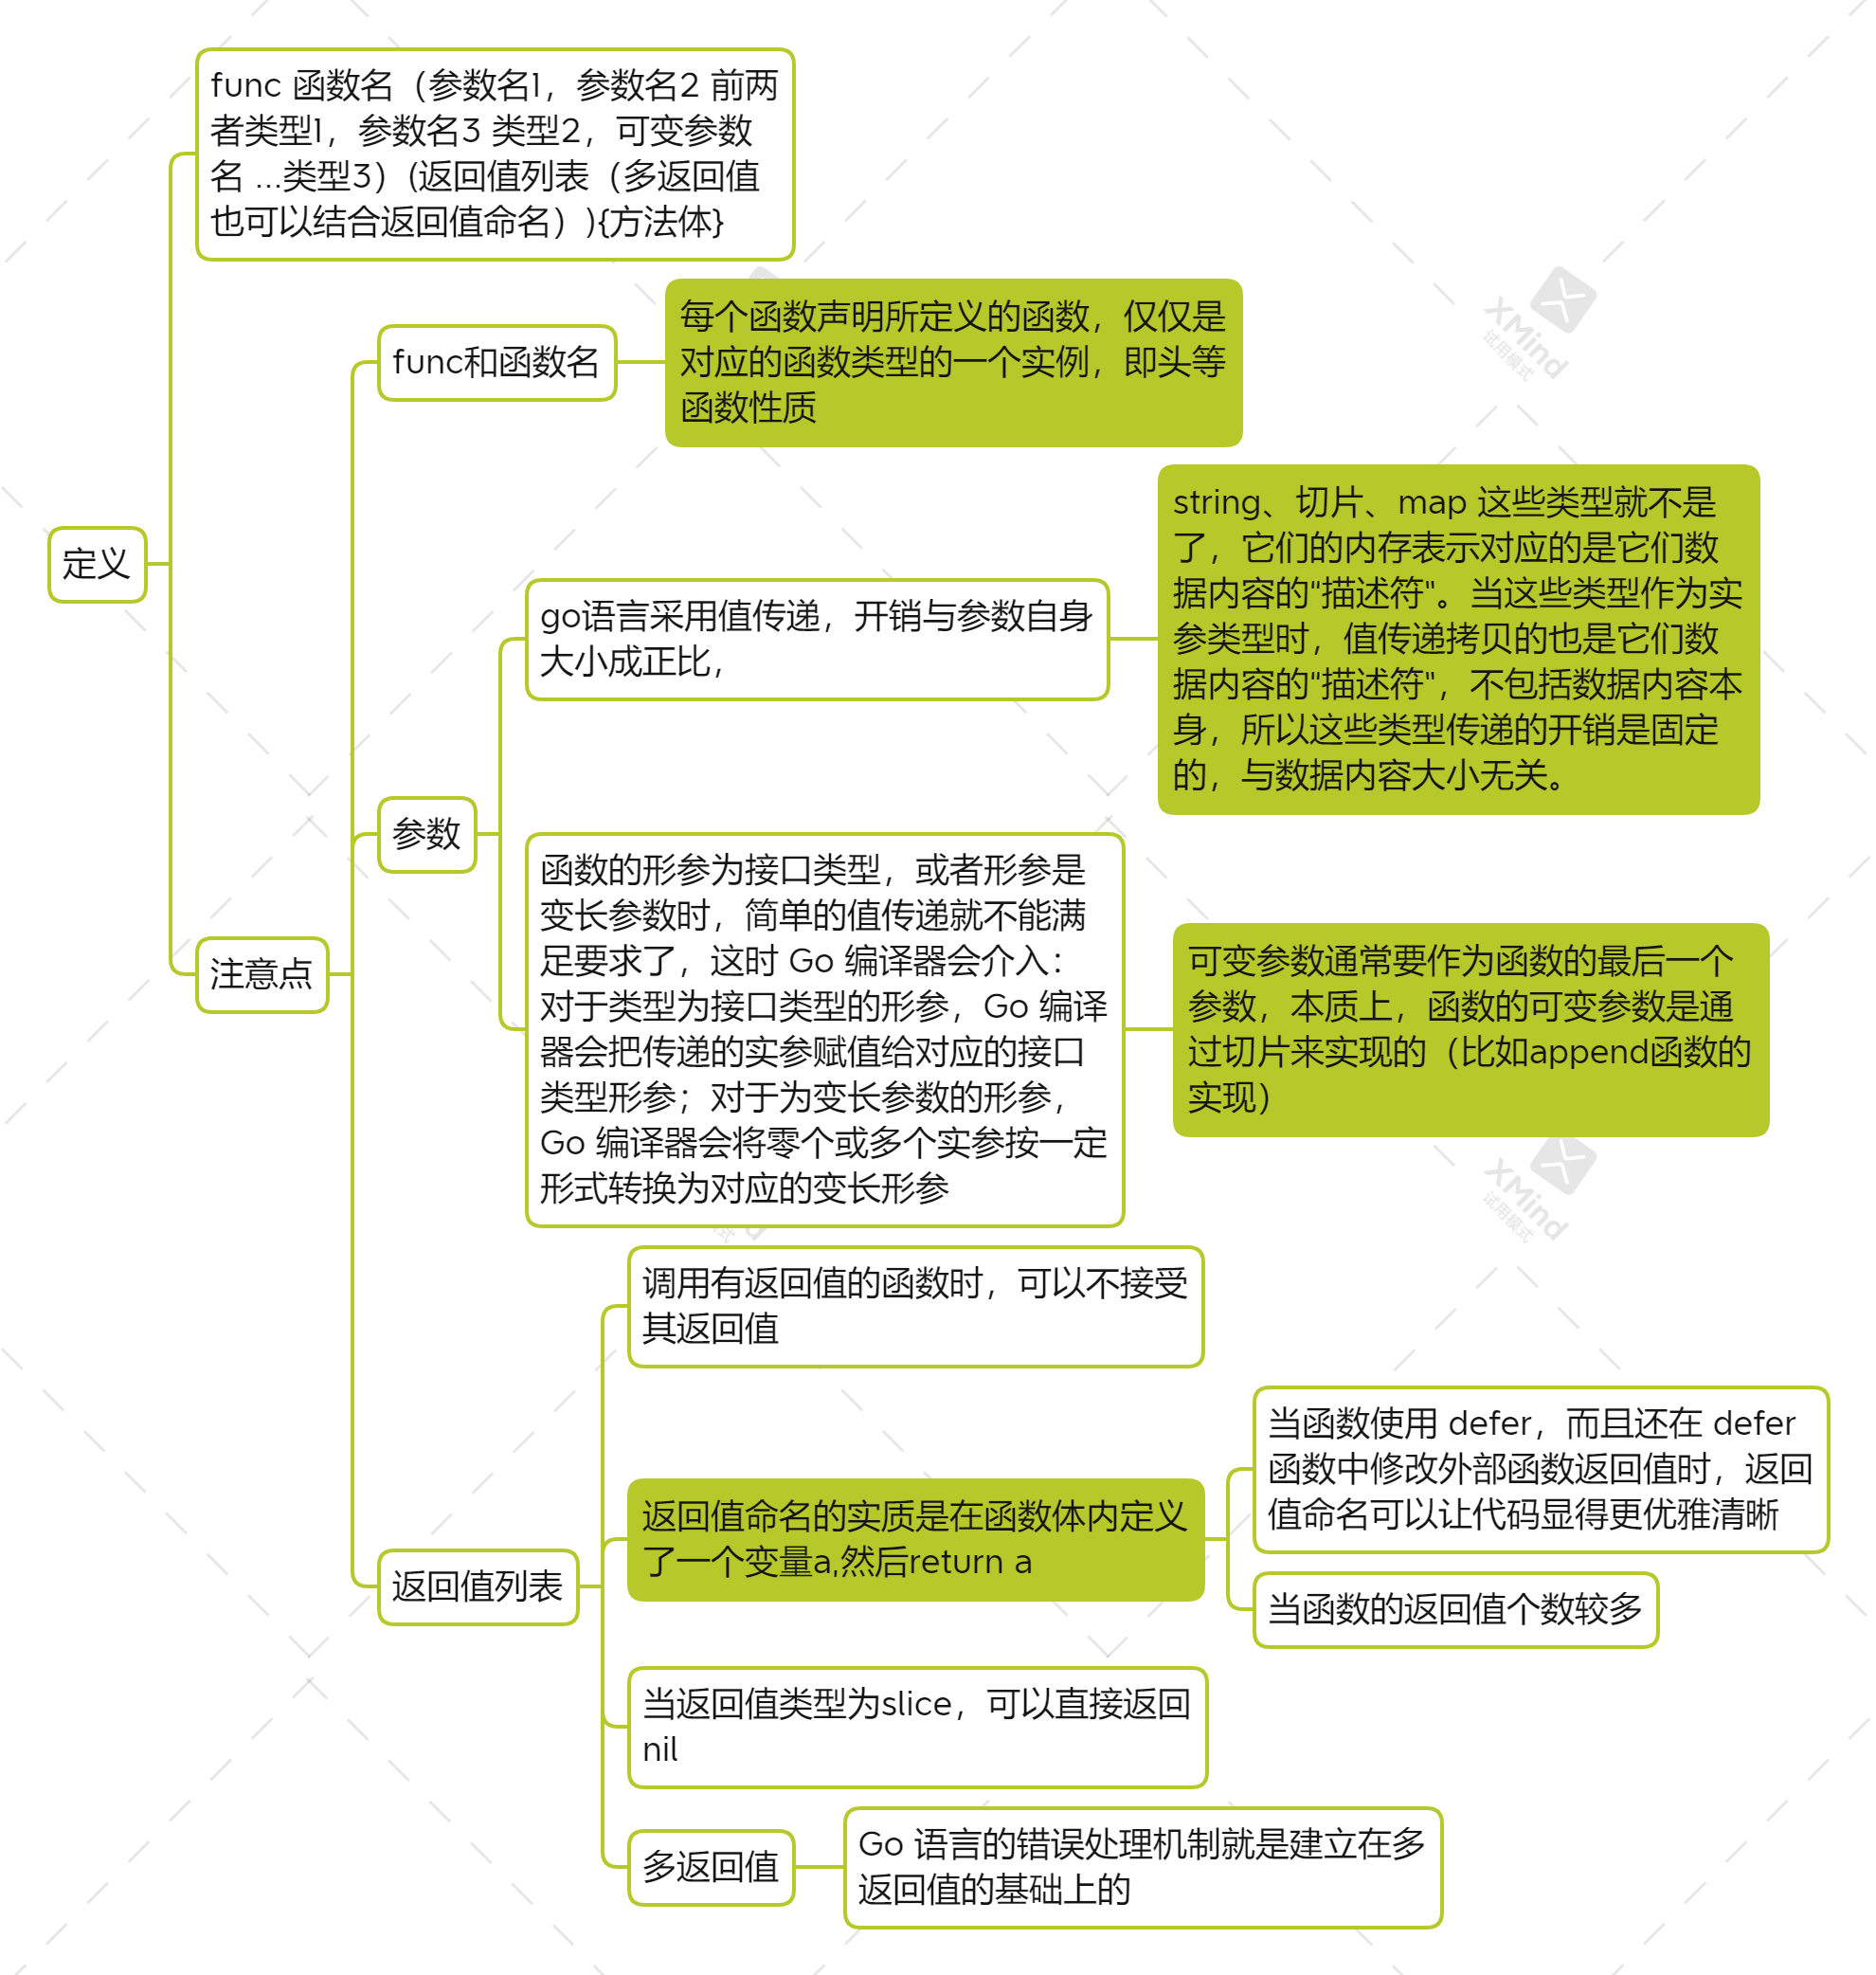 func 函数名（参数名1，参数名2 前两
者类型1，参数名3 类型2，可变参数
名 ...类型3）(返回值列表（多返回值
也可以结合返回值命名）){方法体}
func和函数名
每个函数声明所定义的函数，仅仅是
对应的函数类型的一个实例，即头等
函数性质
XMind
试用模式
定义
string、切片、map 这些类型就不是
了，它们的内存表示对应的是它们数
据内容的"描述符"。当这些类型作为实
参类型时，值传递拷贝的也是它们数
据内容的"描述符"，不包括数据内容本
身，所以这些类型传递的开销是固定
的，与数据内容大小无关。
go语言采用值传递，开销与参数自身
大小成正比，
参数
注意点
函数的形参为接口类型，或者形参是
变长参数时，简单的值传递就不能满
足要求了，这时 Go 编译器会介入：
对于类型为接口类型的形参，Go 编译
器会把传递的实参赋值给对应的接口
类型形参；对于为变长参数的形参，
Go 编译器会将零个或多个实参按一定
形式转换为对应的变长形参
可变参数通常要作为函数的最后一个
参数，本质上，函数的可变参数是通
过切片来实现的（比如append函数的
实现）
XMind
试用模式
调用有返回值的函数时，可以不接受
其返回值
返回值命名的实质是在函数体内定义
了一个变量a,然后return a
当函数使用 defer，而且还在 defer
函数中修改外部函数返回值时，返回
值命名可以让代码显得更优雅清晰
当函数的返回值个数较多
返回值列表
当返回值类型为slice，可以直接返回
nil
多返回值
Go 语言的错误处理机制就是建立在多
返回值的基础上的